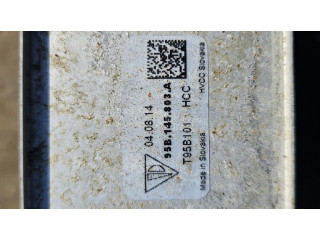 04.08.14
95B.145.803.A
T95B101 HCC
Made in Slovakia HVCC Slovakia